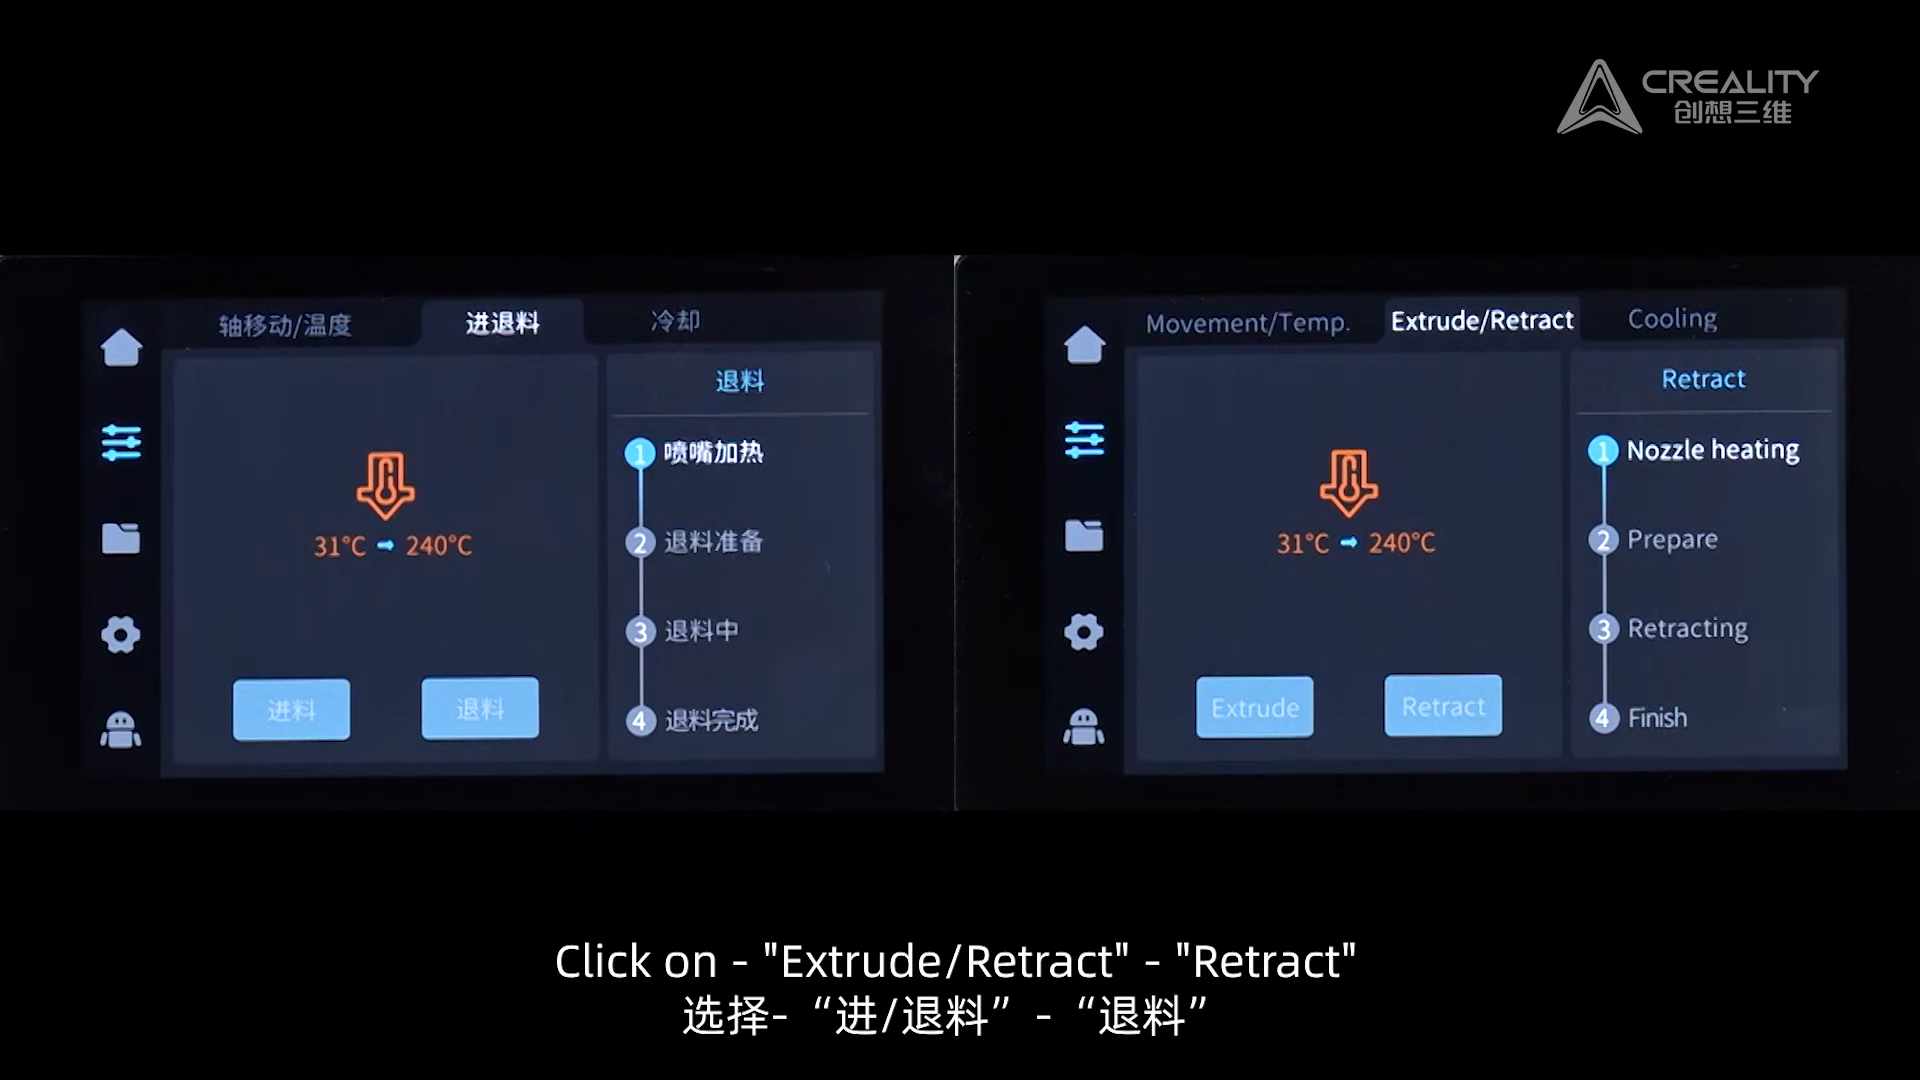 CREALITY
创想三维
轴移动/温度
进退料
冷却
退料
1 喷嘴加热
31°C → 240°C
2 退料准备
3 退料中
进料
退料
4 退料完成
Movement/Temp.
Extrude/Retract
Cooling
Retract
1 Nozzle heating
31°C → 240°C
2 Prepare
3 Retracting
Extrude
Retract
4 Finish
Click on - "Extrude/Retract" - "Retract"
选择-“进/退料” -“退料”